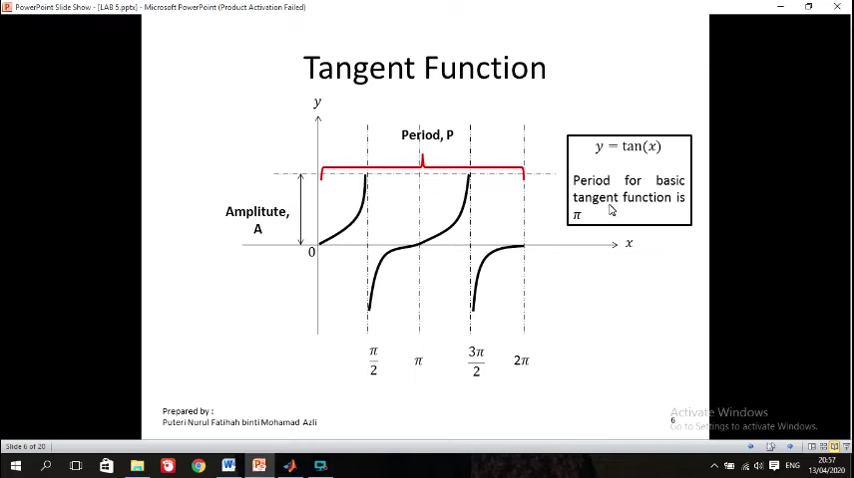 PowerPoint Slide Show - [LAB 5.pptx] - Microsoft PowerPoint (Product Activation Failed)
Tangent Function
y
Period, P
y = tan(x)
Period for basic
tangent function is
π
Amplitute,
A
0
x
π/2
π
3π/2
2π
Prepared by :
Puteri Nurul Fatihah binti Mohamad Azli
6
Activate Windows
Go to Settings to activate Windows.
Slide 6 of 20
ENG
20:57
13/04/2020